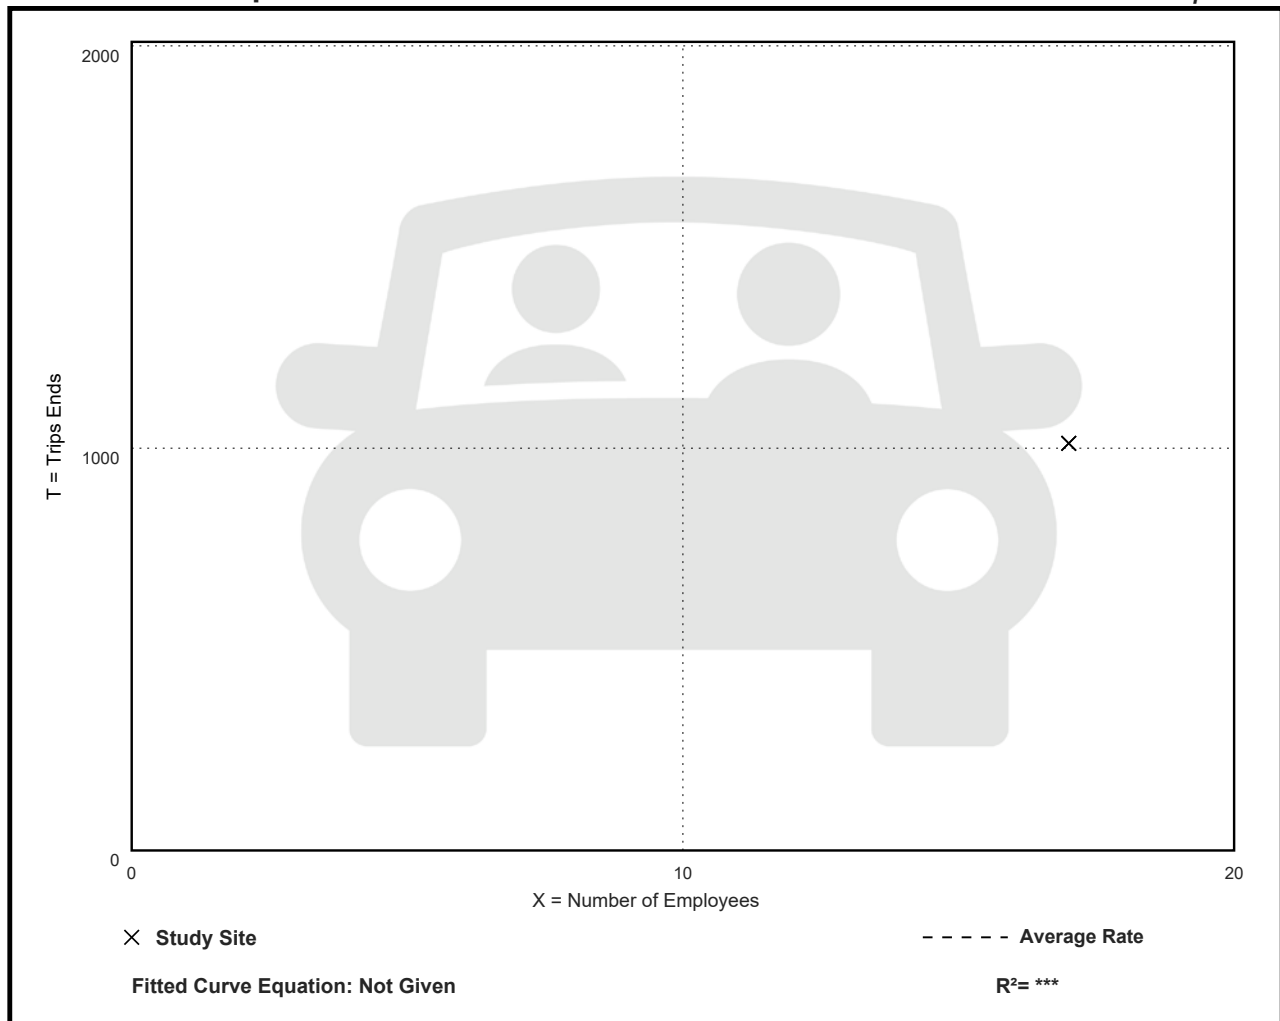 2000
T = Trips Ends
1000
0
0 10 20
X = Number of Employees
Study Site
Average Rate
Fitted Curve Equation: Not Given
R²= ***